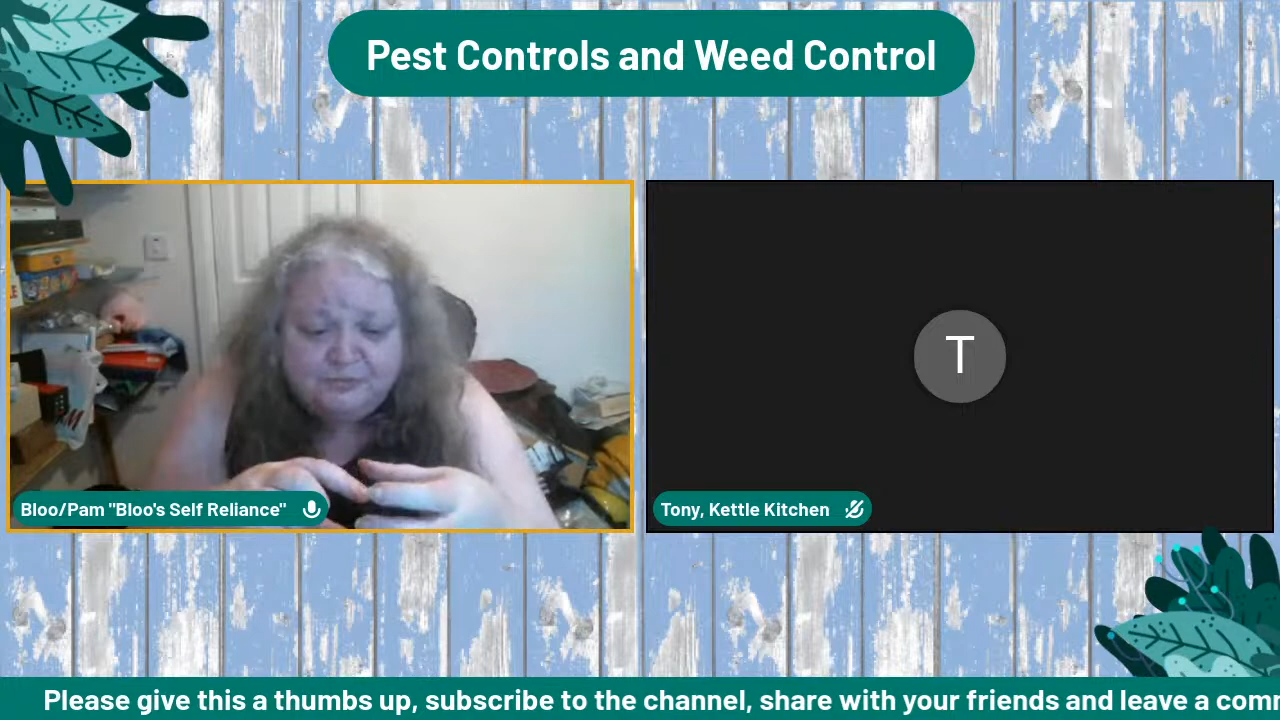 Pest Controls and Weed Control
T
Bloo/Pam "Bloo's Self Reliance"
Tony, Kettle Kitchen
Please give this a thumbs up, subscribe to the channel, share with your friends and leave a com